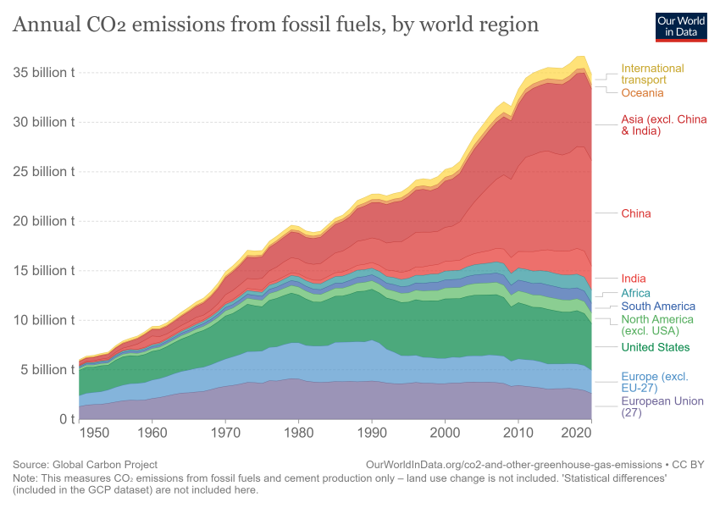 Annual CO₂ emissions from fossil fuels, by world region
Our World
in Data
35 billion t
30 billion t
25 billion t
20 billion t
15 billion t
10 billion t
5 billion t
0 t
1950
1960
1970
1980
1990
2000
2010
2020
International
transport
Oceania
Asia (excl. China
& India)
China
India
Africa
South America
North America
(excl. USA)
United States
Europe (excl.
EU-27)
European Union
(27)
Source: Global Carbon Project
OurWorldInData.org/co2-and-other-greenhouse-gas-emissions • CC BY
Note: This measures CO₂ emissions from fossil fuels and cement production only – land use change is not included. 'Statistical differences'
(included in the GCP dataset) are not included here.